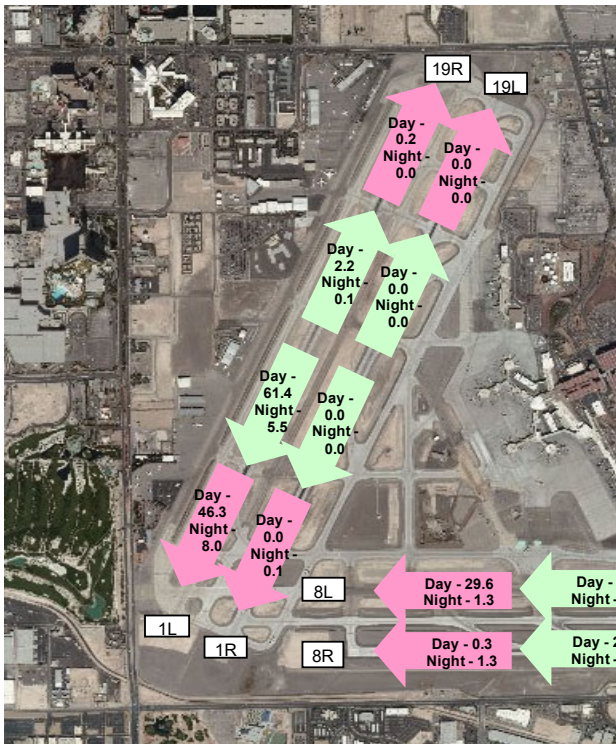 19R
19L
Day -
0.2
Night -
0.0
Day -
0.0
Night -
0.0
Day -
2.2
Night -
0.1
Day -
0.0
Night -
0.0
Day -
61.4
Night -
5.5
Day -
0.0
Night -
0.0
Day -
46.3
Night -
8.0
Day -
0.0
Night -
0.1
8L
Day - 29.6
Night - 1.3
Day -
Night -
1L
1R
8R
Day - 0.3
Night - 1.3
Day - 2
Night -